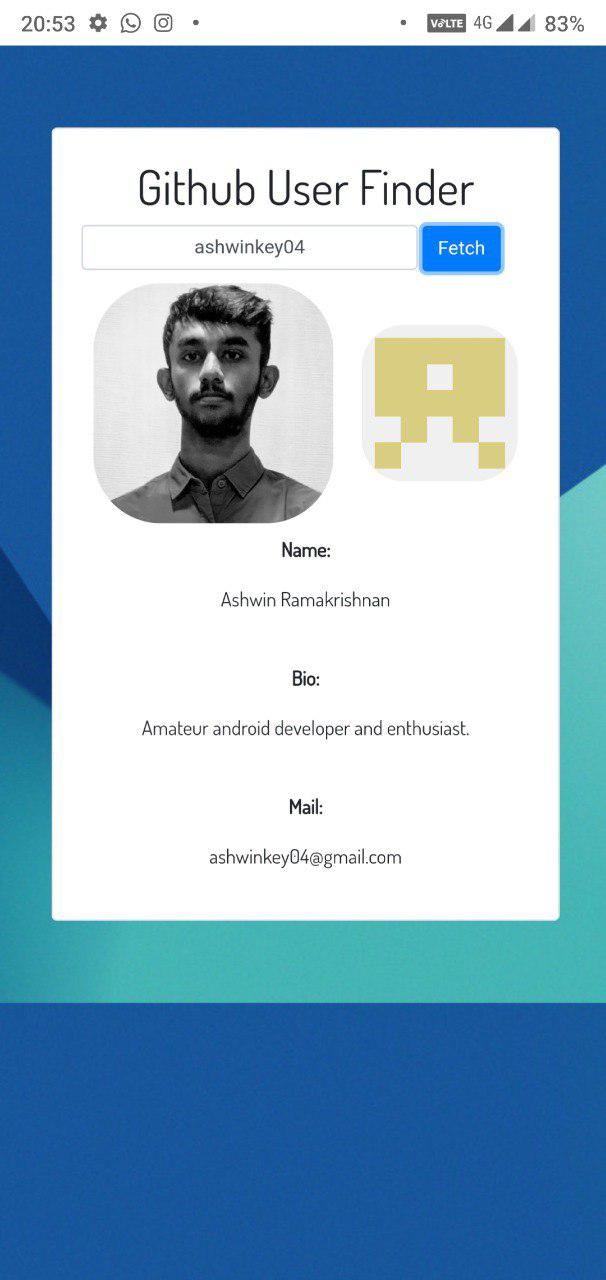 20:53 VoLTE 4G 83%
Github User Finder
ashwinkey04 Fetch
Name:
Ashwin Ramakrishnan
Bio:
Amateur android developer and enthusiast.
Mail:
ashwinkey04@gmail.com